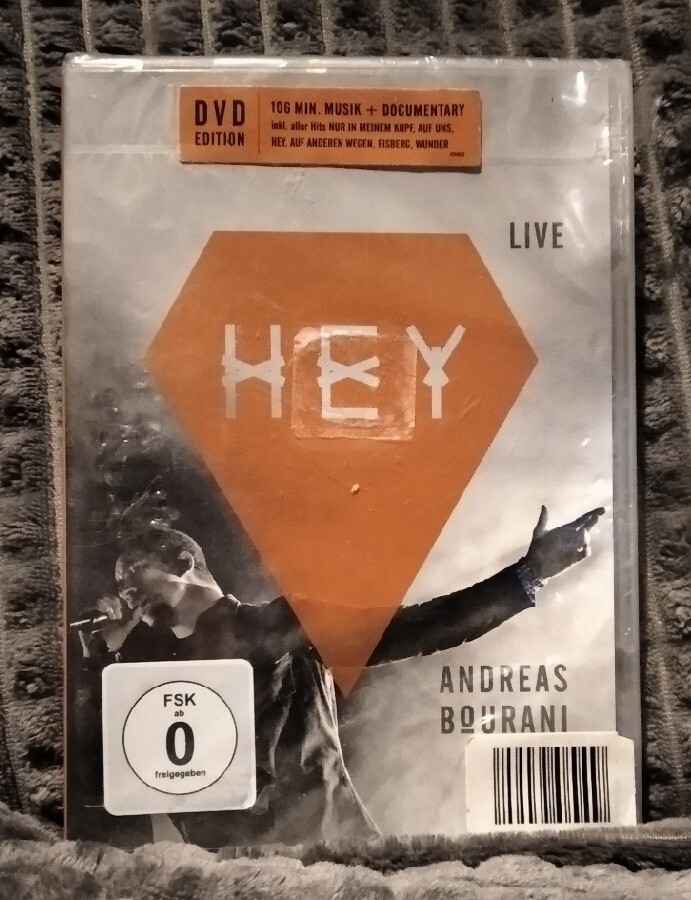 DVD
EDITION
106 MIN. MUSIK + DOCUMENTARY
inkl. aller Hits NUR IN MEINEM KOPF, AUF UNS,
HEY, AUF ANDEREN WEGEN, EISBERG, WUNDER
LIVE
HEY
ANDREAS
BOURANI
FSK
ab
0
freigegeben